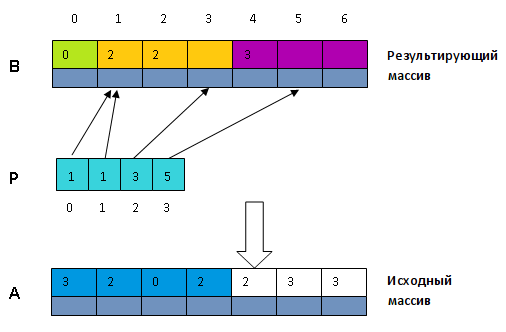 0 1 2 3 4 5 6
0 2 2 3
B
Результирующий
массив
P
1 1 3 5
0 1 2 3
3 2 0 2 2 3 3
A
Исходный
массив